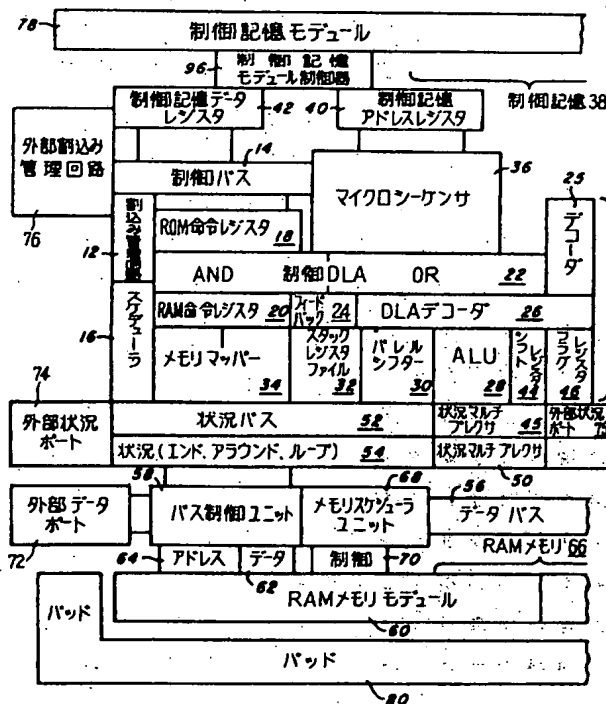 78
制御記憶モジュール
96
制御記憶
モジュール制御器
制御記憶データ
レジスタ
42
40
制御記憶
アドレスレジスタ
制御記憶38
外部割込み
管理回路
76
14
制御バス
36
マイクロシーケンサ
25
デコーダ
12
ROM命令レジスタ 18
AND 制御DLA OR 22
16
スケデューラ
RAM命令レジスタ 20
フィード
バック 24
DLAデコーダ 26
メモリマッパー
34
スタック
レジスタ
ファイル
32
バレル
シフター
30
ALU
28
シフト
レジスタ
44
フラグ
レジスタ
46
74
外部状況
ポート
状況バス 52
状況マルチ
プレクサ 45
外部状況
ポート 75
状況(エンド、アラウンド、ループ) 54
状況マルチプレクサ
50
58
68
56
外部データ
ポート
72
バス制御ユニット
メモリスケジューラ
ユニット
データバス
64
アドレス
データ
制御
70
RAMメモリ66
62
RAMメモリモジュール
60
パッド
パッド
80